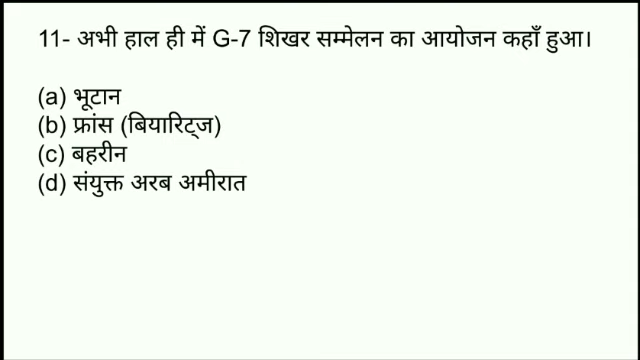 11- अभी हाल ही में G-7 शिखर सम्मेलन का आयोजन कहाँ हुआ।
(a) भूटान
(b) फ्रांस (बियारिट्ज)
(c) बहरीन
(d) संयुक्त अरब अमीरात